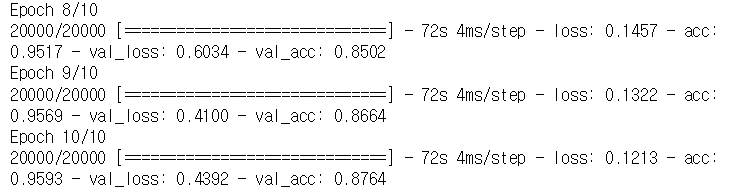 Epoch 8/10
20000/20000 [==============================] - 72s 4ms/step - loss: 0.1457 - acc:
0.9517 - val_loss: 0.6034 - val_acc: 0.8502
Epoch 9/10
20000/20000 [==============================] - 72s 4ms/step - loss: 0.1322 - acc:
0.9569 - val_loss: 0.4100 - val_acc: 0.8664
Epoch 10/10
20000/20000 [==============================] - 72s 4ms/step - loss: 0.1213 - acc:
0.9593 - val_loss: 0.4392 - val_acc: 0.8764